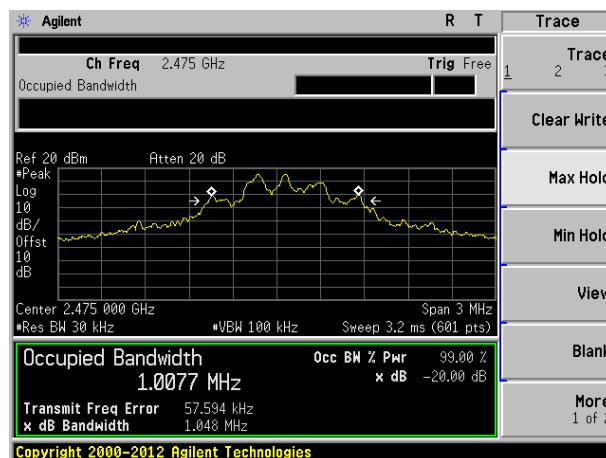 Agilent R T Trace
Ch Freq 2.475 GHz Trig Free
Occupied Bandwidth
Trace
1 2
Clear Write
Ref 20 dBm Atten 20 dB
#Peak
Log
10
dB/
Offst
10
dB
Max Hold
Min Hold
View
Center 2.475 000 GHz Span 3 MHz
#Res BW 30 kHz #VBW 100 kHz Sweep 3.2 ms (601 pts)
Occupied Bandwidth Occ BW % Pwr 99.00 %
1.0077 MHz x dB -20.00 dB
Blank
Transmit Freq Error 57.594 kHz
x dB Bandwidth 1.048 MHz
More
1 of 2
Copyright 2000-2012 Agilent Technologies